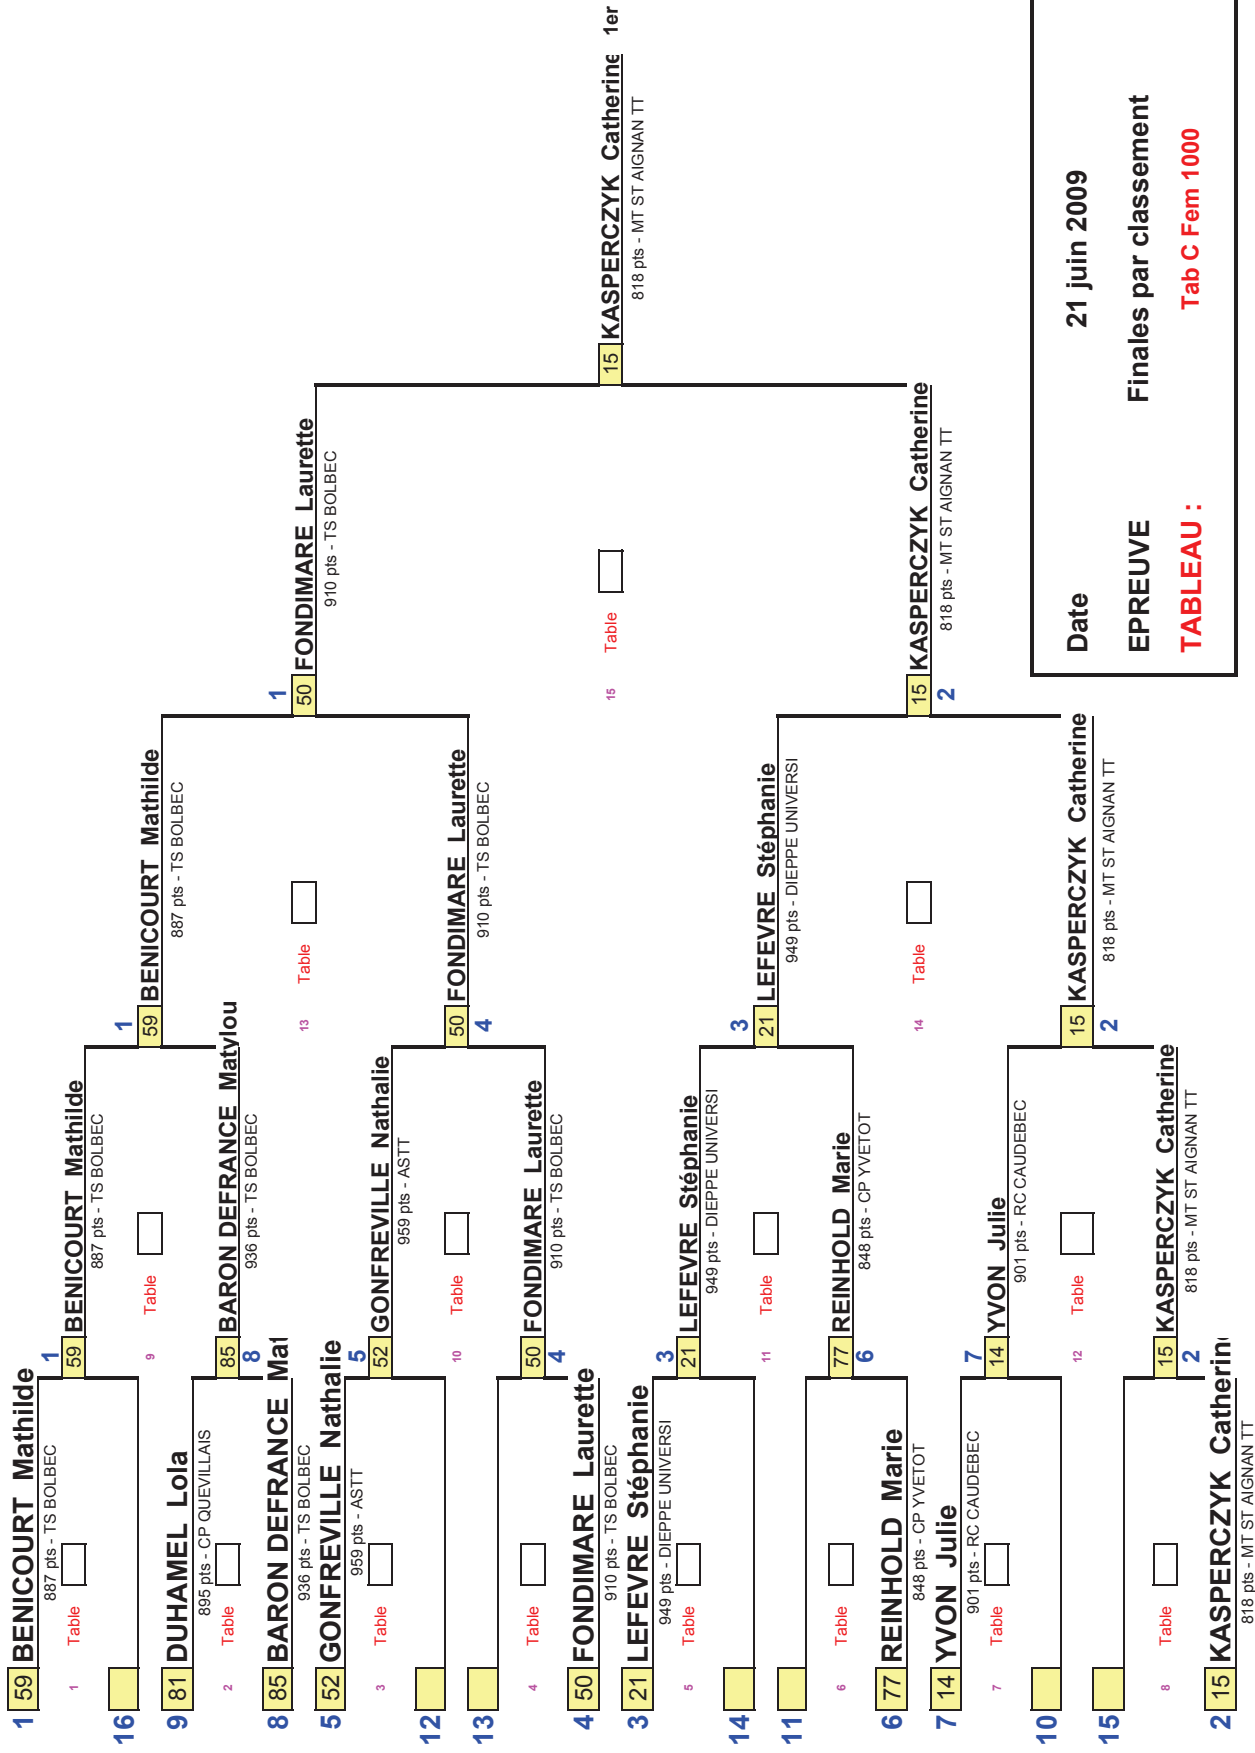 1 59 BENICOURT Mathilde
887 pts - TS BOLBEC
1 Table
16
9 81 DUHAMEL Lola
895 pts - CP QUEVILLAIS
2 Table
8 85 BARON DEFRANCE Mat
936 pts - TS BOLBEC
5 52 GONFREVILLE Nathalie
959 pts - ASTT
3 Table
12
13
4 Table
4 50 FONDIMARE Laurette
910 pts - TS BOLBEC
3 21 LEFEVRE Stéphanie
949 pts - DIEPPE UNIVERSI
5 Table
14
11
6 Table
6 77 REINHOLD Marie
848 pts - CP YVETOT
7 14 YVON Julie
901 pts - RC CAUDEBEC
7 Table
10
15
8 Table
2 15 KASPERCZYK Catherin
818 pts - MT ST AIGNAN TT
1
59 BENICOURT Mathilde
887 pts - TS BOLBEC
9 Table
85 BARON DEFRANCE Matylou
8
936 pts - TS BOLBEC
5
52 GONFREVILLE Nathalie
959 pts - ASTT
10 Table
50 FONDIMARE Laurette
4
910 pts - TS BOLBEC
3
21 LEFEVRE Stéphanie
949 pts - DIEPPE UNIVERSI
11 Table
77 REINHOLD Marie
6
848 pts - CP YVETOT
7
14 YVON Julie
901 pts - RC CAUDEBEC
12 Table
15 KASPERCZYK Catherine
2
818 pts - MT ST AIGNAN TT
1
59 BENICOURT Mathilde
887 pts - TS BOLBEC
13 Table
50 FONDIMARE Laurette
4
910 pts - TS BOLBEC
3
21 LEFEVRE Stéphanie
949 pts - DIEPPE UNIVERSI
14 Table
15 KASPERCZYK Catherine
2
818 pts - MT ST AIGNAN TT
1
50 FONDIMARE Laurette
910 pts - TS BOLBEC
15 Table
15 KASPERCZYK Catherine
2
818 pts - MT ST AIGNAN TT
15 KASPERCZYK Catherine 1er
818 pts - MT ST AIGNAN TT
Date 21 juin 2009
EPREUVE Finales par classement
TABLEAU : Tab C Fem 1000